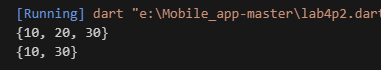 [Running] dart "e:\Mobile_app-master\lab4p2.dart
{10, 20, 30}
{10, 30}